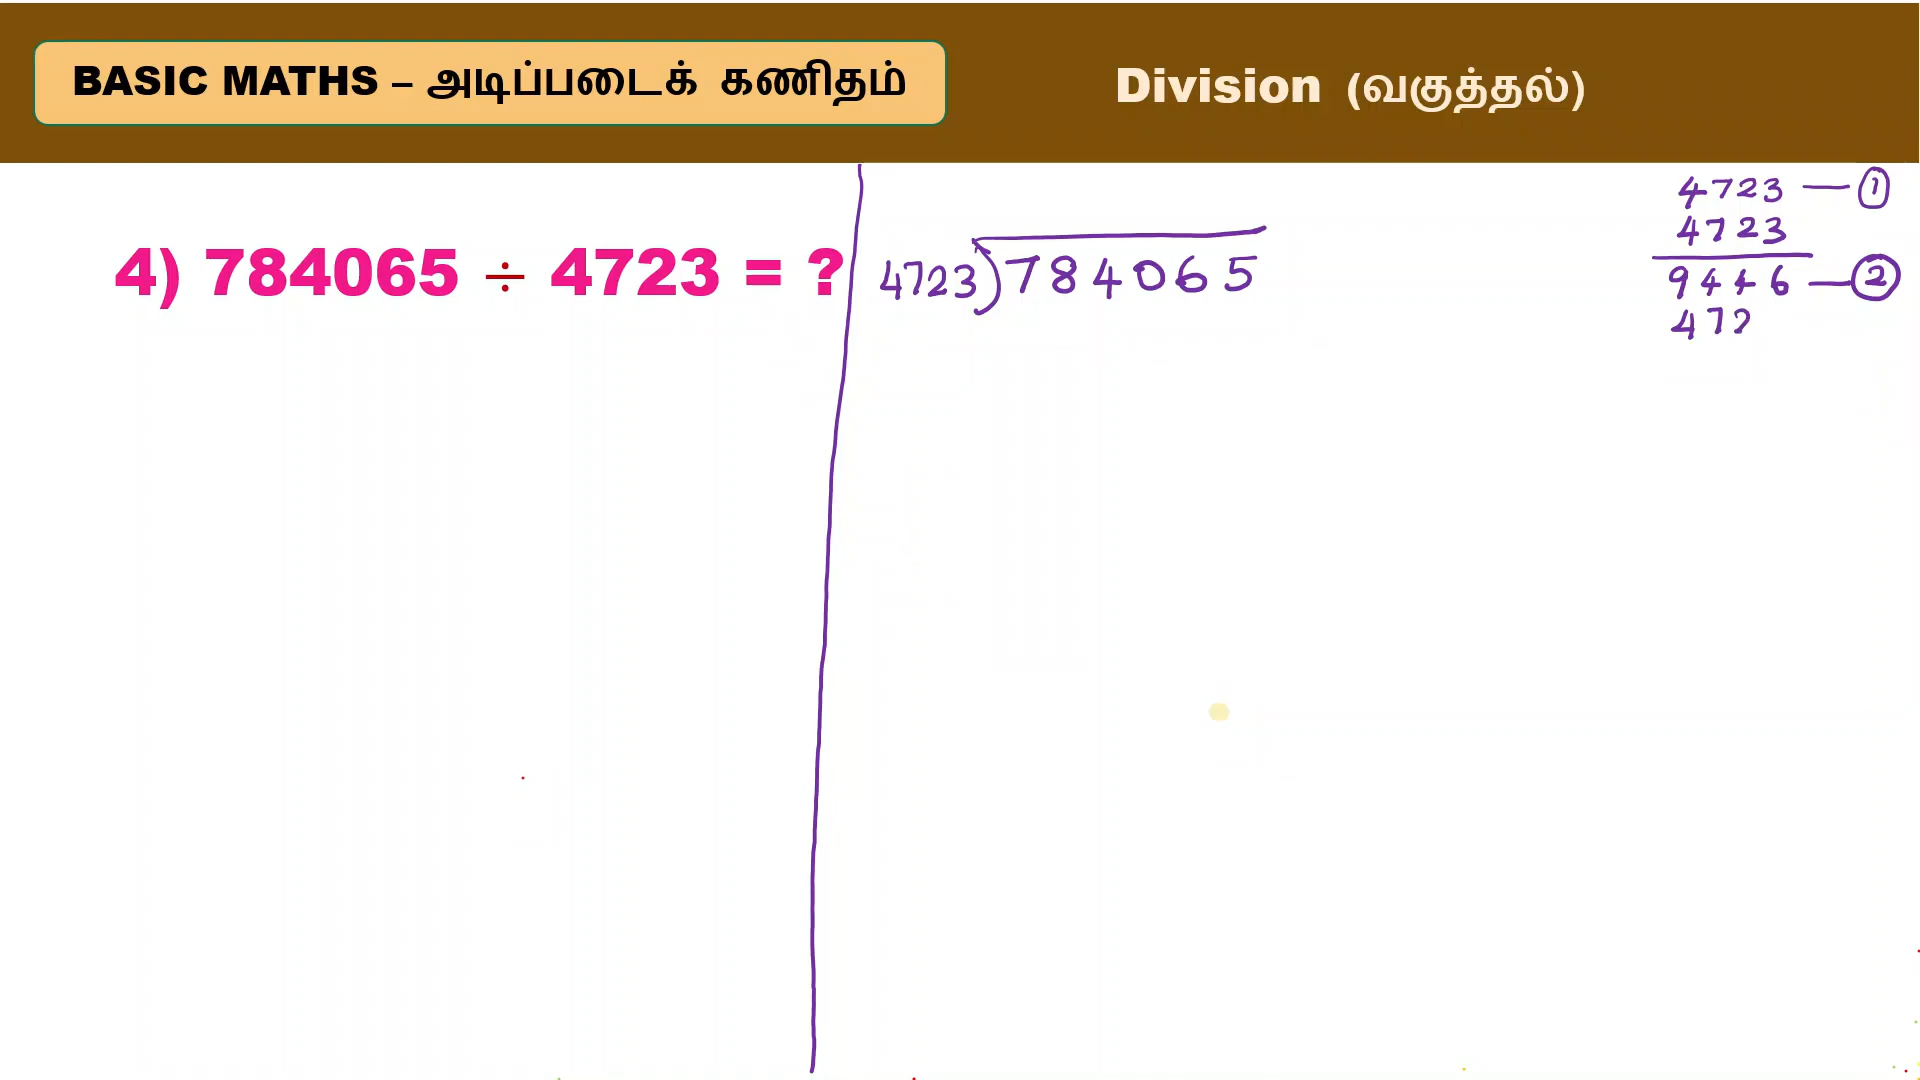 BASIC MATHS – அடிப்படைக் கணிதம்
Division (வகுத்தல்)
4) 784065 ÷ 4723 = ?
4723) 784065
4723 — 1
4723
9446 — 2
472